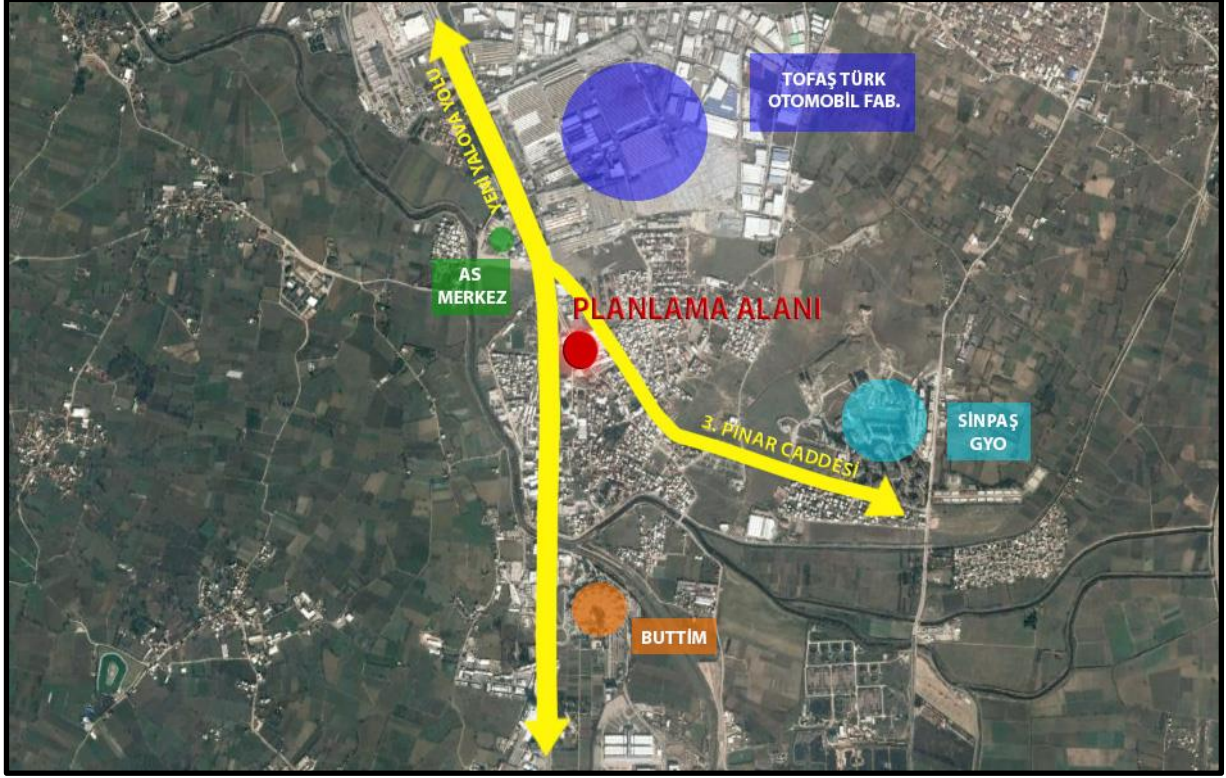 TOFAŞ TÜRK
OTOMOBİL FAB.
YENİ YALOVA YOLU
AS
MERKEZ
PLANLAMA ALANI
3. PINAR CADDESİ
SİNPAŞ
GYO
BUTTİM